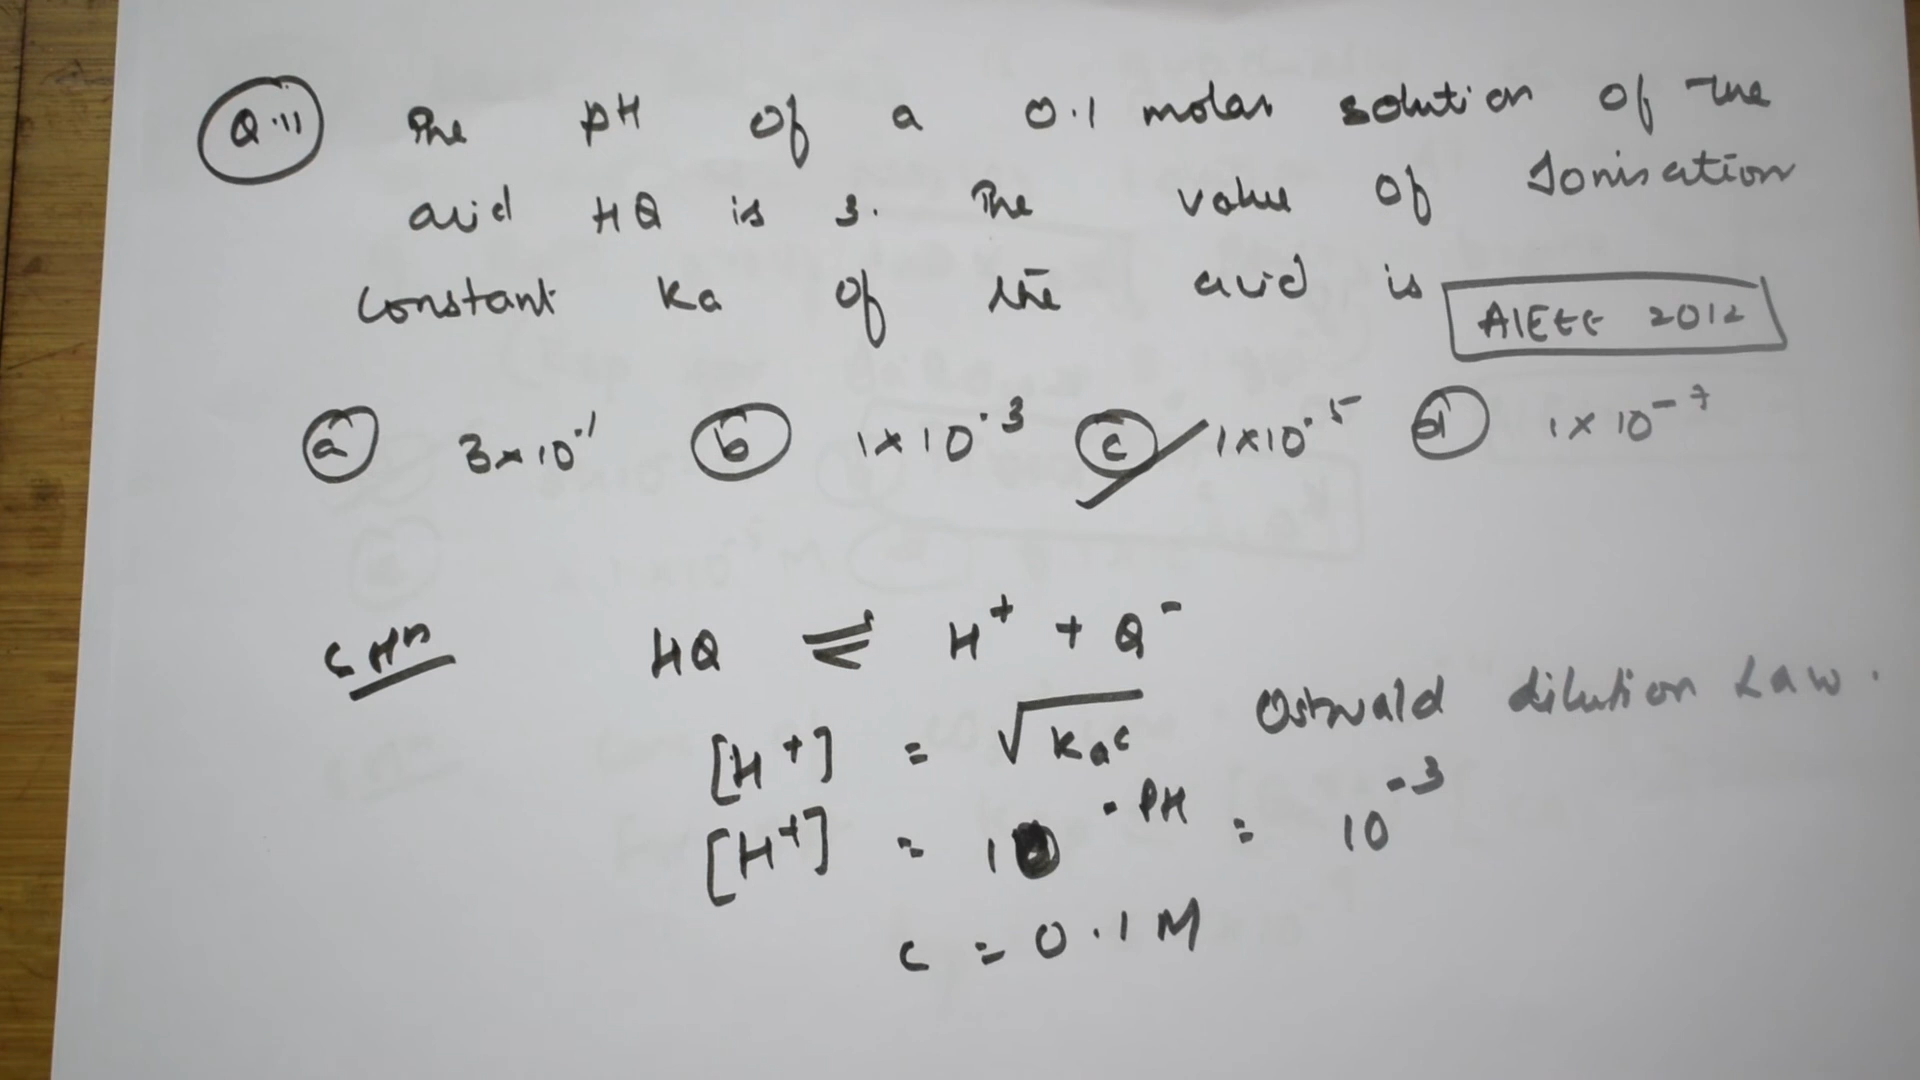 Q.11 The pH of a 0.1 molar solution of the
acid HQ is 3. The value of Ionisation
constant Ka of the acid is
AIEEE 2012
a 3×10⁻¹ b 1×10⁻³ c 1×10⁻⁵ d 1×10⁻⁷
Soln HQ ⇌ H⁺ + Q⁻
[H⁺] = √KaC Ostwald dilution Law.
[H⁺] = 10⁻ᴾᴴ = 10⁻³
C = 0.1 M